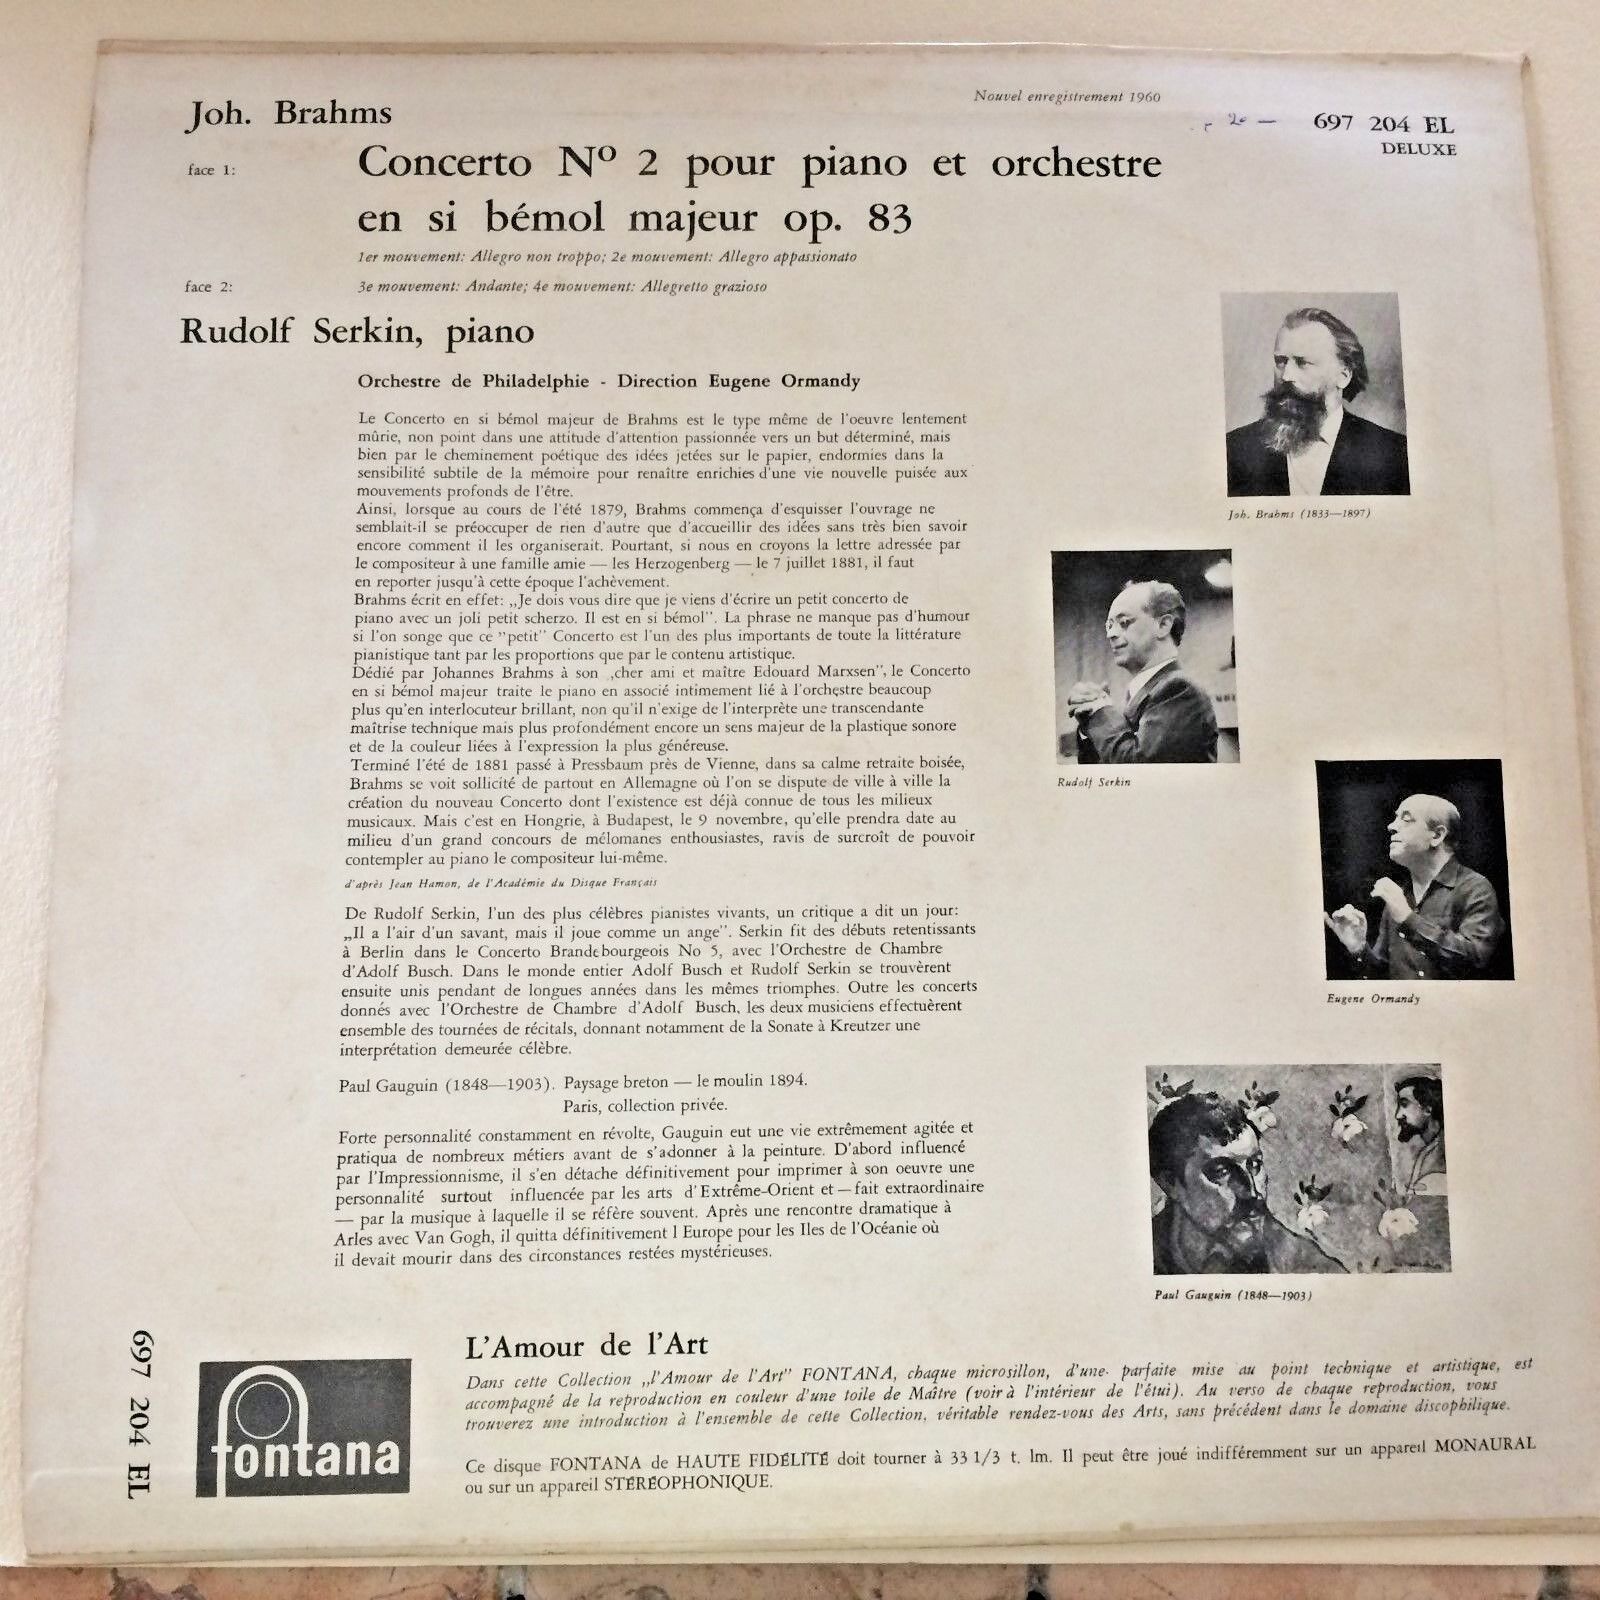 Nouvel enregistrement 1960
Joh. Brahms
- 20 -
697 204 EL
DELUXE
face 1:
Concerto Nº 2 pour piano et orchestre
en si bémol majeur op. 83
1er mouvement: Allegro non troppo; 2e mouvement: Allegro appassionato
face 2:
3e mouvement: Andante; 4e mouvement: Allegretto grazioso
Rudolf Serkin, piano
Orchestre de Philadelphie - Direction Eugene Ormandy
Le Concerto en si bémol majeur de Brahms est le type même de l'oeuvre lentement
mûrie, non point dans une attitude d'attention passionnée vers un but déterminé, mais
bien par le cheminement poétique des idées jetées sur le papier, endormies dans la
sensibilité subtile de la mémoire pour renaître enrichies d'une vie nouvelle puisée aux
mouvements profonds de l'être.
Ainsi, lorsque au cours de l'été 1879, Brahms commença d'esquisser l'ouvrage ne
semblait-il se préoccuper de rien d'autre que d'accueillir des idées sans très bien savoir
encore comment il les organiserait. Pourtant, si nous en croyons la lettre adressée par
le compositeur à une famille amie — les Herzogenberg — le 7 juillet 1881, il faut
en reporter jusqu'à cette époque l'achèvement.
Brahms écrit en effet: „Je dois vous dire que je viens d'écrire un petit concerto de
piano avec un joli petit scherzo. Il est en si bémol". La phrase ne manque pas d'humour
si l'on songe que ce "petit" Concerto est l'un des plus importants de toute la littérature
pianistique tant par les proportions que par le contenu artistique.
Dédié par Johannes Brahms à son ,cher ami et maître Edouard Marxsen", le Concerto
en si bémol majeur traite le piano en associé intimement lié à l'orchestre beaucoup
plus qu'en interlocuteur brillant, non qu'il n'exige de l'interprète une transcendante
maîtrise technique mais plus profondément encore un sens majeur de la plastique sonore
et de la couleur liées à l'expression la plus généreuse.
Terminé l'été de 1881 passé à Pressbaum près de Vienne, dans sa calme retraite boisée,
Brahms se voit sollicité de partout en Allemagne où l'on se dispute de ville à ville la
création du nouveau Concerto dont l'existence est déjà connue de tous les milieux
musicaux. Mais c'est en Hongrie, à Budapest, le 9 novembre, qu'elle prendra date au
milieu d'un grand concours de mélomanes enthousiastes, ravis de surcroît de pouvoir
contempler au piano le compositeur lui-même.
d'après Jean Hamon, de l'Académie du Disque Français
De Rudolf Serkin, l'un des plus célèbres pianistes vivants, un critique a dit un jour:
„Il a l'air d'un savant, mais il joue comme un ange". Serkin fit des débuts retentissants
à Berlin dans le Concerto Brandebourgeois No 5, avec l'Orchestre de Chambre
d'Adolf Busch. Dans le monde entier Adolf Busch et Rudolf Serkin se trouvèrent
ensuite unis pendant de longues années dans les mêmes triomphes. Outre les concerts
donnés avec l'Orchestre de Chambre d'Adolf Busch, les deux musiciens effectuèrent
ensemble des tournées de récitals, donnant notamment de la Sonate à Kreutzer une
interprétation demeurée célèbre.
Paul Gauguin (1848—1903). Paysage breton — le moulin 1894.
Paris, collection privée.
Forte personnalité constamment en révolte, Gauguin eut une vie extrêmement agitée et
pratiqua de nombreux métiers avant de s'adonner à la peinture. D'abord influencé
par l'Impressionnisme, il s'en détache définitivement pour imprimer à son oeuvre une
personnalité surtout influencée par les arts d'Extrême-Orient et — fait extraordinaire
— par la musique à laquelle il se réfère souvent. Après une rencontre dramatique à
Arles avec Van Gogh, il quitta définitivement l Europe pour les Iles de l'Océanie où
il devait mourir dans des circonstances restées mystérieuses.
Joh. Brahms (1833—1897)
Rudolf Serkin
Eugene Ormandy
Paul Gauguin (1848—1903)
697 204 EL
fontana
L'Amour de l'Art
Dans cette Collection „l'Amour de l'Art" FONTANA, chaque microsillon, d'une parfaite mise au point technique et artistique, est
accompagné de la reproduction en couleur d'une toile de Maître (voir à l'intérieur de l'étui). Au verso de chaque reproduction, vous
trouverez une introduction à l'ensemble de cette Collection, véritable rendez-vous des Arts, sans précédent dans le domaine discophilique.
Ce disque FONTANA de HAUTE FIDÉLITÉ doit tourner à 33 1/3 t. lm. Il peut être joué indifféremment sur un appareil MONAURAL
ou sur un appareil STÉRÉOPHONIQUE.